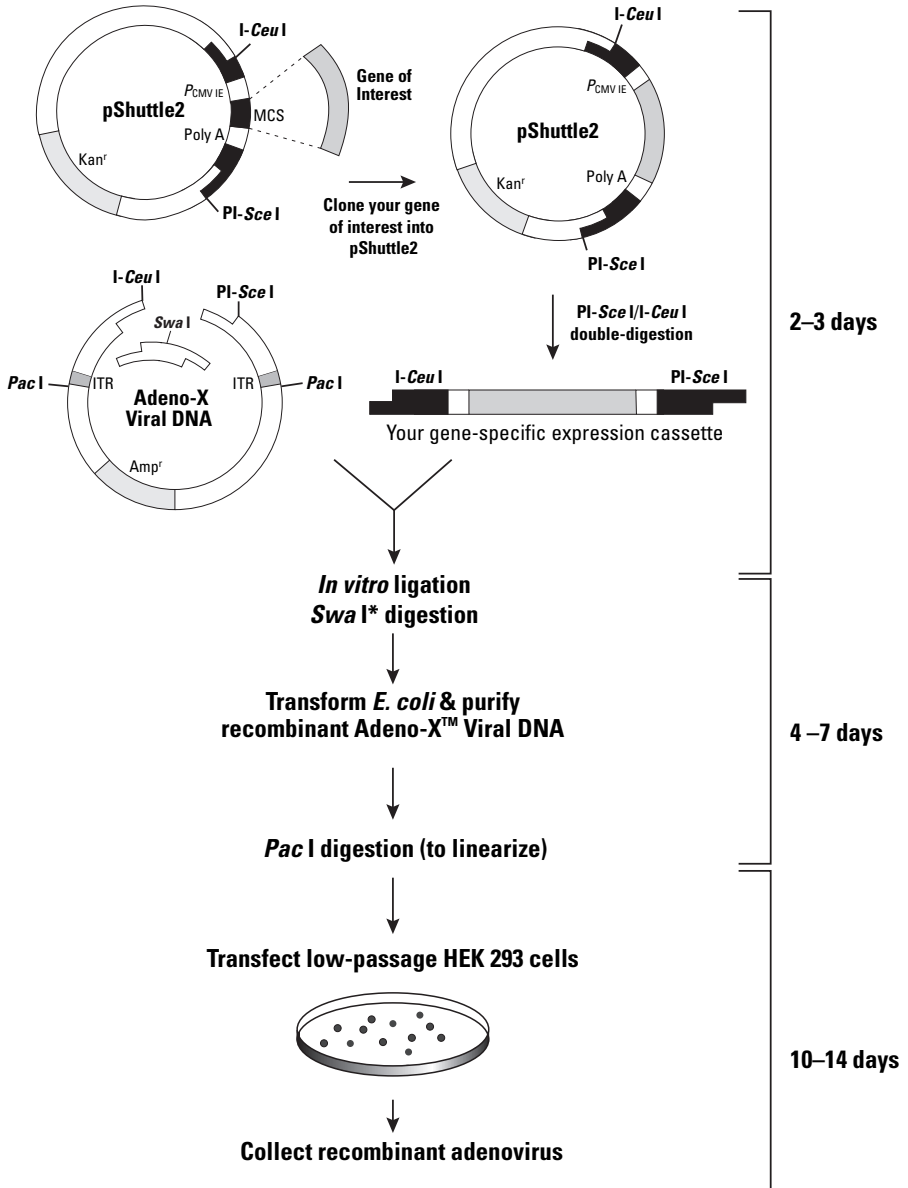 I-Ceu I
PCMV IE
pShuttle2
MCS
Poly A
Kanr
PI-Sce I
Gene of
Interest
Clone your gene
of interest into
pShuttle2
I-Ceu I
PCMV IE
pShuttle2
Poly A
Kanr
PI-Sce I
PI-Sce I/I-Ceu I
double-digestion
2–3 days
I-Ceu I
PI-Sce I
Swa I
Pac I
ITR
ITR
Pac I
Adeno-X
Viral DNA
Ampr
I-Ceu I
PI-Sce I
Your gene-specific expression cassette
In vitro ligation
Swa I* digestion
Transform E. coli & purify
recombinant Adeno-X™ Viral DNA
4 –7 days
Pac I digestion (to linearize)
Transfect low-passage HEK 293 cells
10–14 days
Collect recombinant adenovirus